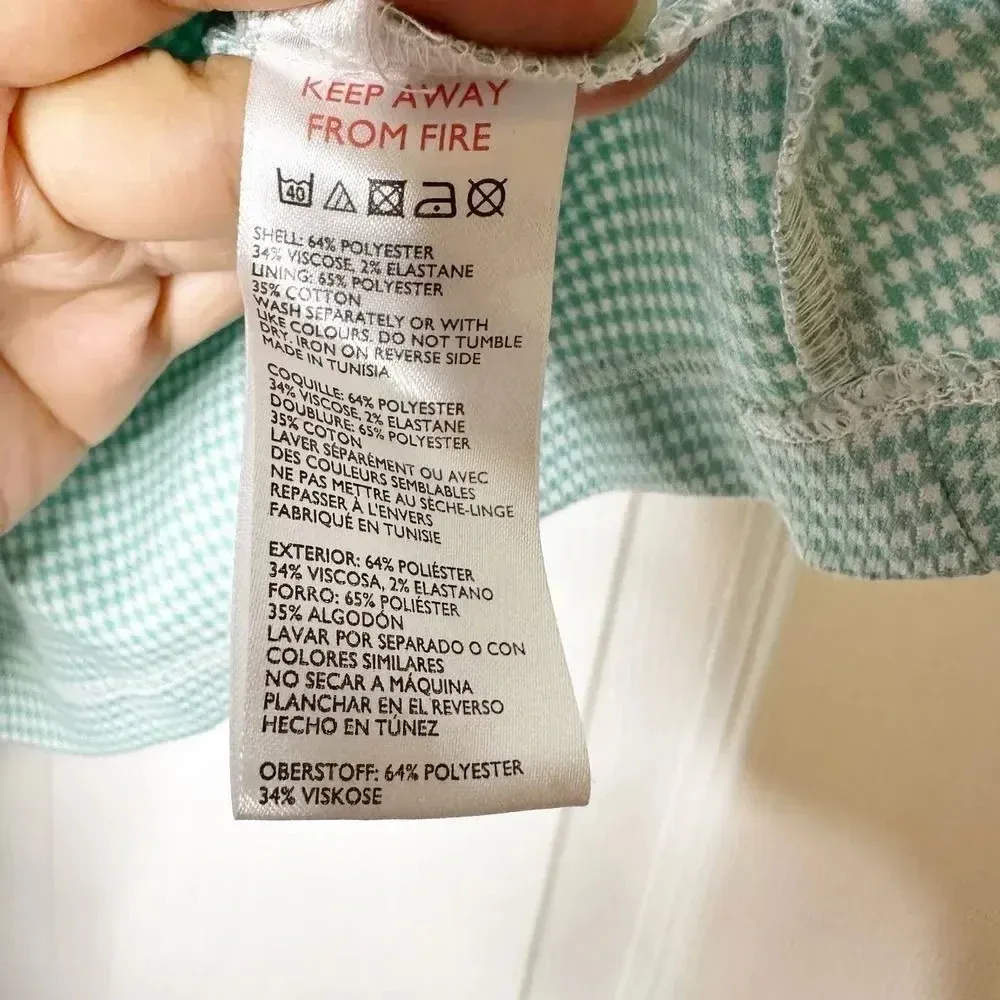 KEEP AWAY
FROM FIRE
40
SHELL: 64% POLYESTER
34% VISCOSE, 2% ELASTANE
LINING: 65% POLYESTER
35% COTTON
WASH SEPARATELY OR WITH
LIKE COLOURS. DO NOT TUMBLE
DRY. IRON ON REVERSE SIDE
MADE IN TUNISIA
COQUILLE: 64% POLYESTER
34% VISCOSE, 2% ELASTANE
DOUBLURE: 65% POLYESTER
35% COTON
LAVER SÉPARÉMENT OU AVEC
DES COULEURS SEMBLABLES
NE PAS METTRE AU SÈCHE-LINGE
REPASSER À L'ENVERS
FABRIQUÉ EN TUNISIE
EXTERIOR: 64% POLIÉSTER
34% VISCOSA, 2% ELASTANO
FORRO: 65% POLIÉSTER
35% ALGODÓN
LAVAR POR SEPARADO O CON
COLORES SIMILARES
NO SECAR A MÁQUINA
PLANCHAR EN EL REVERSO
HECHO EN TÚNEZ
OBERSTOFF: 64% POLYESTER
34% VISKOSE